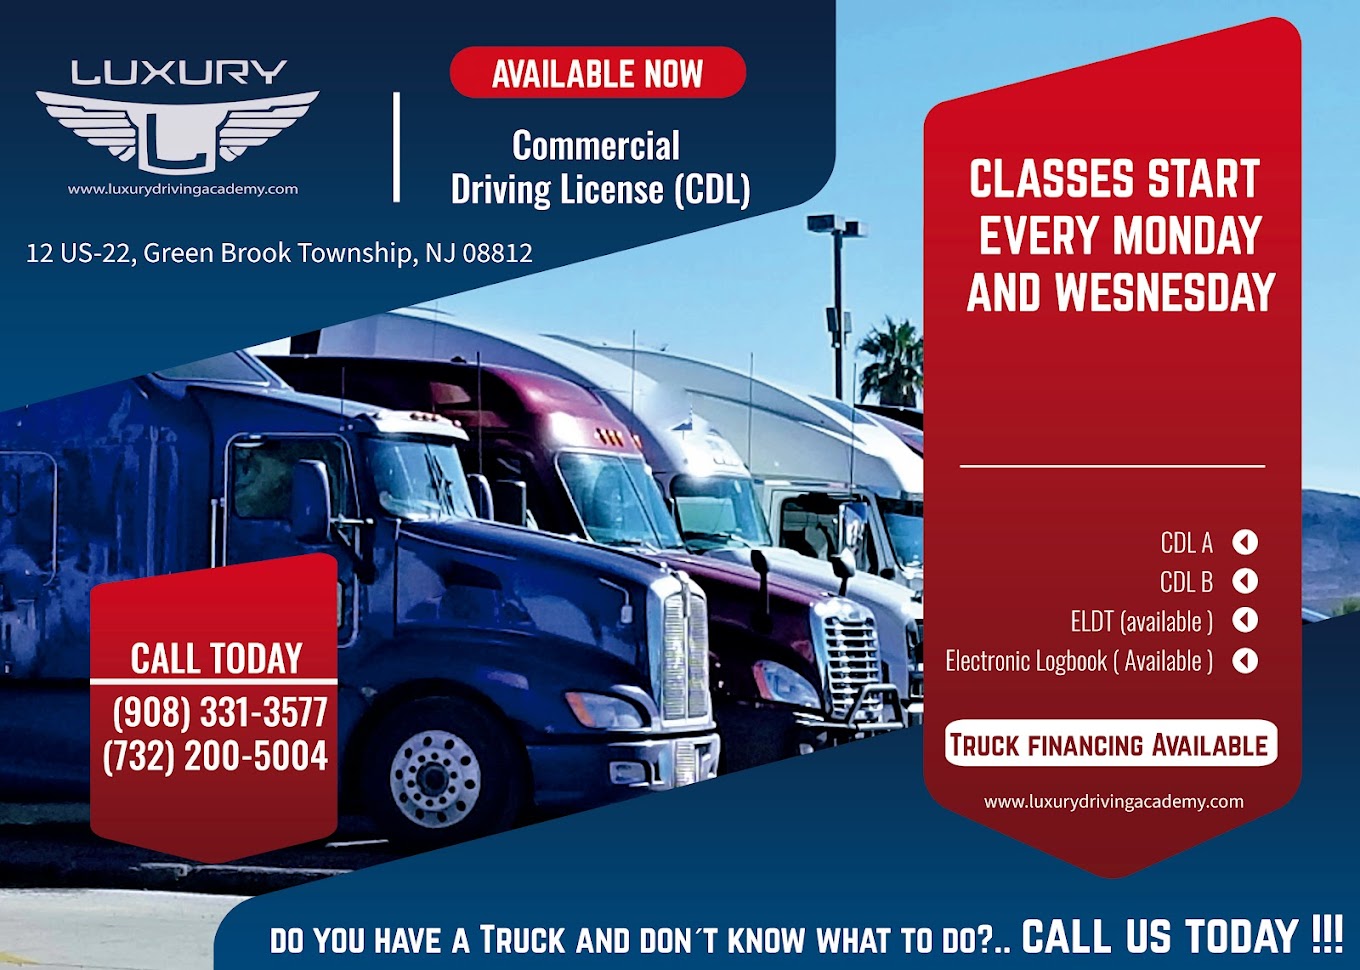 LUXURY
L
www.luxurydrivingacademy.com
AVAILABLE NOW
Commercial
Driving License (CDL)
12 US-22, Green Brook Township, NJ 08812
CLASSES START
EVERY MONDAY
AND WESNESDAY
CDL A
CDL B
ELDT (available )
Electronic Logbook ( Available )
TRUCK FINANCING AVAILABLE
www.luxurydrivingacademy.com
CALL TODAY
(908) 331-3577
(732) 200-5004
DO YOU HAVE A TRUCK AND DON´T KNOW WHAT TO DO?.. CALL US TODAY !!!